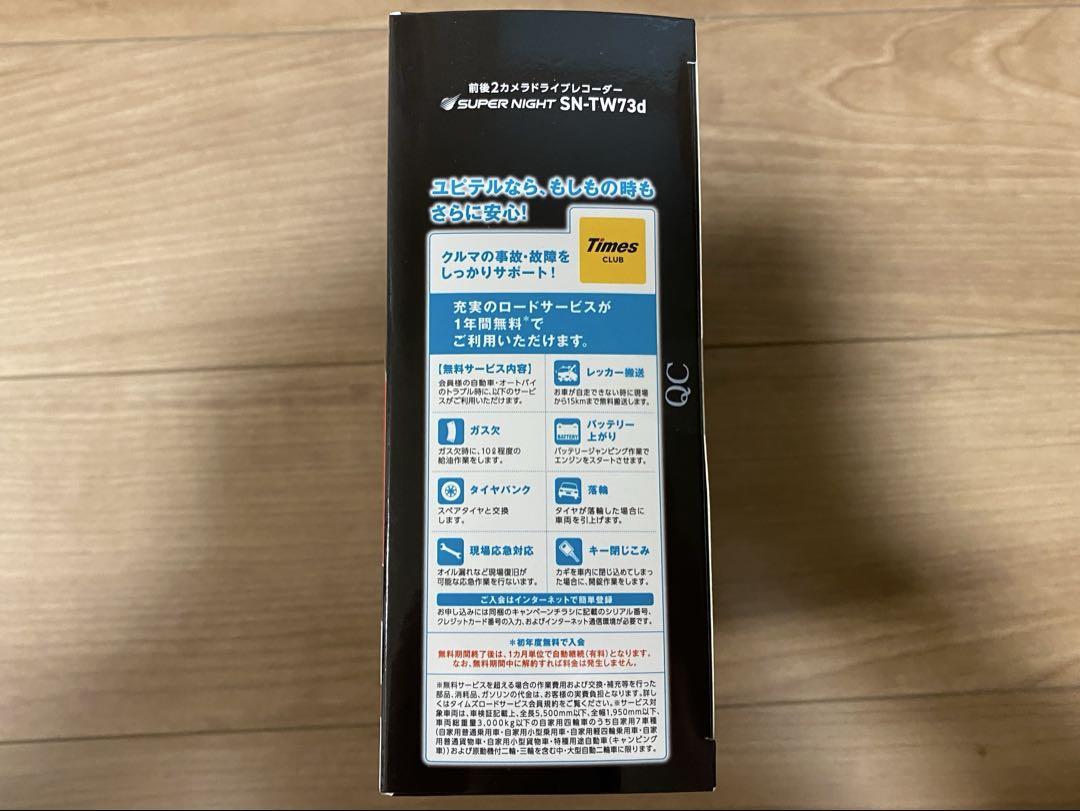 前後2カメラドライブレコーダー
SUPER NIGHT SN-TW73d
ユピテルなら、もしもの時も
さらに安心!
Times
CLUB
クルマの事故・故障を
しっかりサポート!
充実のロードサービスが
1年間無料*で
ご利用いただけます。
【無料サービス内容】
会員様の自動車・オートバイ
のトラブル時に、以下のサービ
スがご利用いただけます。
レッカー搬送
お車が自走できない時に現場
から15kmまで無料搬送します。
ガス欠
ガス欠時に、10ℓ程度の
給油作業をします。
BATTERY
バッテリー
上がり
バッテリージャンピング作業で
エンジンをスタートさせます。
タイヤパンク
スペアタイヤと交換
します。
落輪
タイヤが落輪した場合に
車両を引上げます。
現場応急対応
オイル漏れなど現場復旧が
可能な応急作業を行ないます。
キー閉じこみ
カギを車内に閉じ込めてしまっ
た場合に、開錠作業をします。
ご入会はインターネットで簡単登録
お申し込みには同梱のキャンペーンチラシに記載のシリアル番号、
クレジットカード番号の入力、およびインターネット通信環境が必要です。
*初年度無料で入会
無料期間終了後は、1カ月単位で自動継続(有料)となります。
なお、無料期間中に解約すれば料金は発生しません。
※無料サービスを超える場合の作業費用および交換・補充等を行った
部品、消耗品、ガソリンの代金は、お客様の実費負担となります。詳し
くはタイムズロードサービス会員規約をご覧ください。※サービス対
象車両は、車検証記載上、全長5,500mm以下、全幅1,950mm以下、
車両総重量3,000kg以下の自家用四輪車のうち自家用7車種
(自家用普通乗用車・自家用小型乗用車・自家用軽四輪乗用車・自家
用普通貨物車・自家用小型貨物車・特種用途自動車(キャンピング
車))および原動機付二輪・三輪を含む中・大型自動二輪車に限ります。
QC